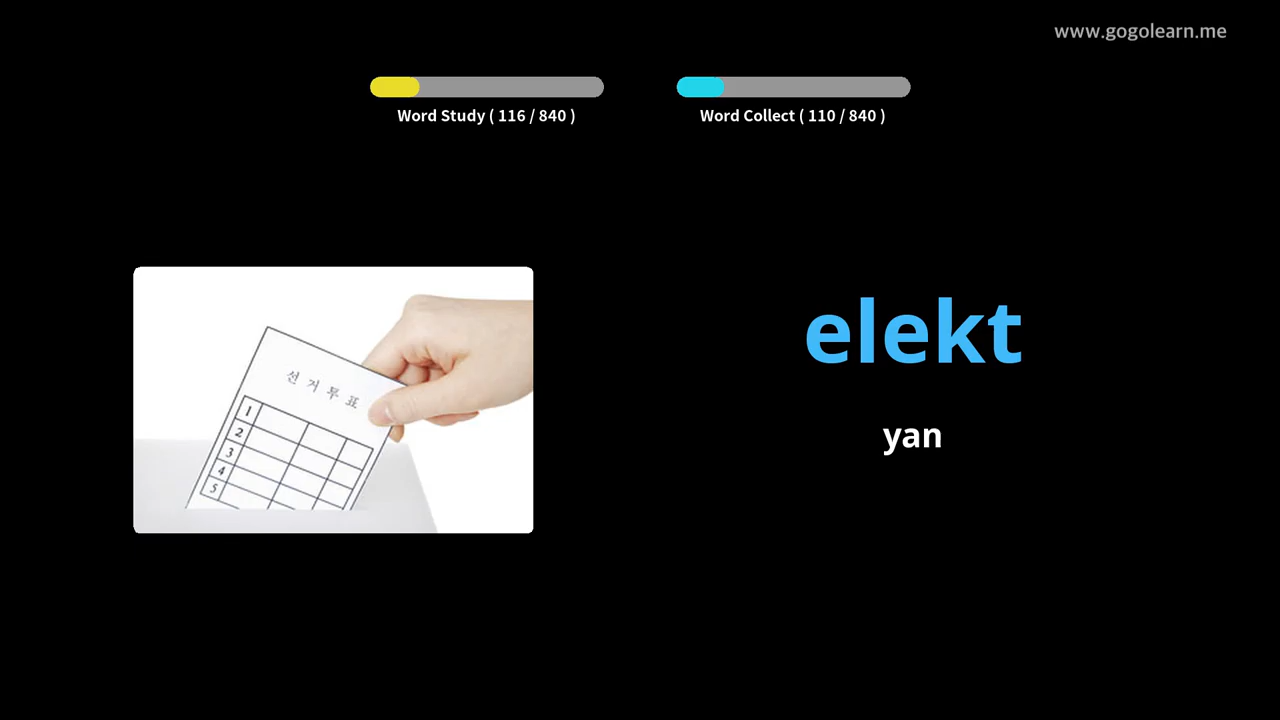 www.gogolearn.me
Word Study ( 116 / 840 )
Word Collect ( 110 / 840 )
선거투표
1
2
3
4
5
elekt
yan